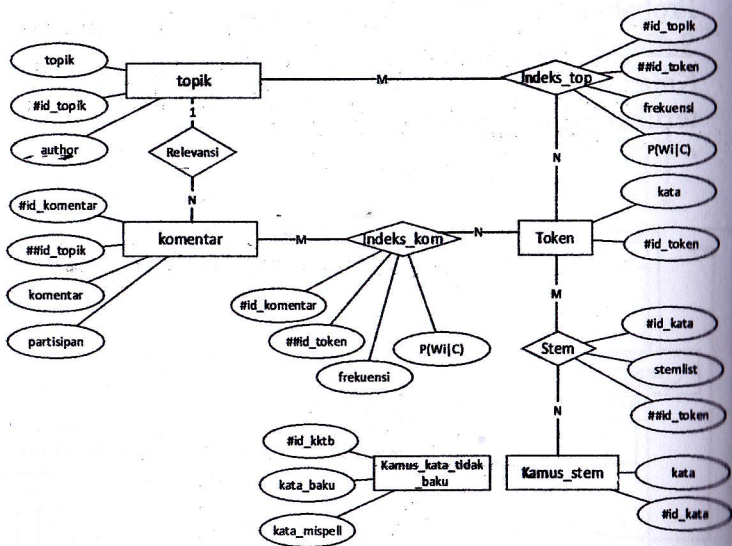 #id_topik
topik
topik
M
Indeks_top
##id_token
#id_topik
1
frekuensi
author
Relevansi
P(Wi|C)
N
#id_komentar
N
kata
##id_topik
komentar
M
Indeks_kom
N
Token
#id_token
komentar
#id_komentar
M
partisipan
##id_token
P(Wi|C)
Stem
#id_kata
frekuensi
stemlist
##id_token
N
#id_kktb
kata_baku
Kamus_kata_tidak
_baku
Kamus_stem
kata
kata_mispell
#id_kata